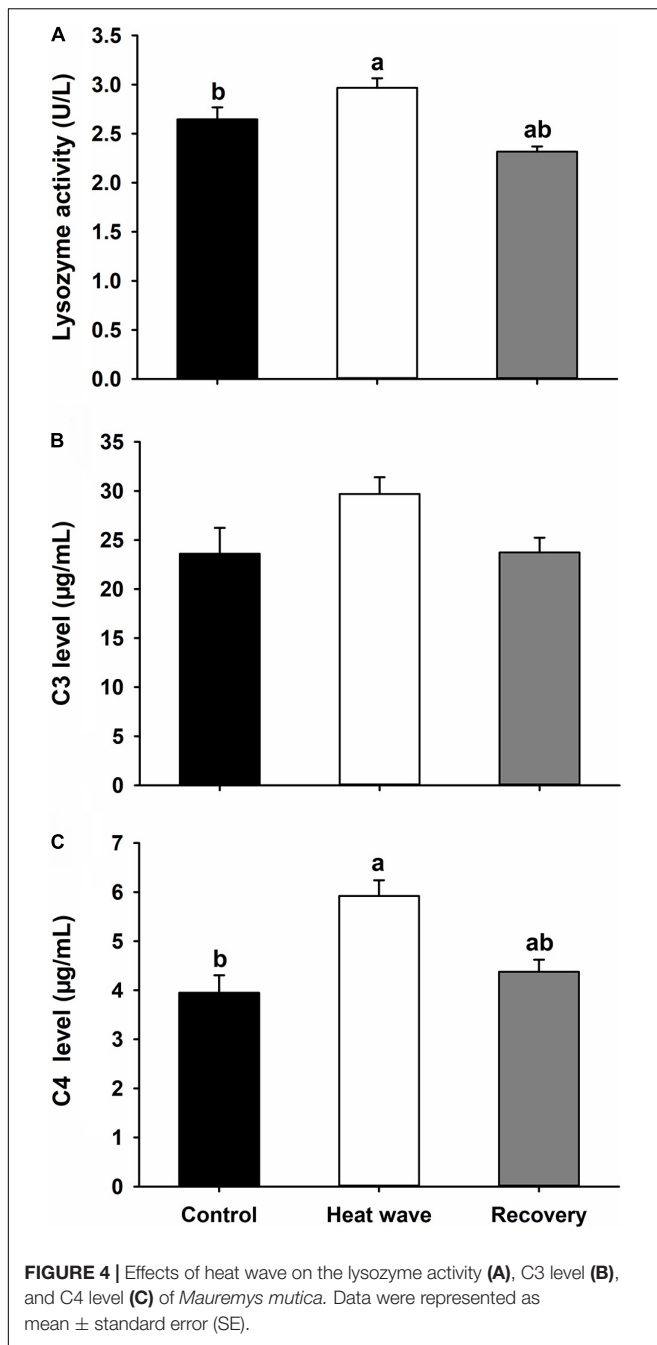 A
Lysozyme activity (U/L)
3.5
3.0
2.5
2.0
1.5
1.0
0.5
0.0
b
a
ab
B
C3 level (µg/mL)
35
30
25
20
15
10
5
0
C
C4 level (µg/mL)
7
6
5
4
3
2
1
0
b
a
ab
Control Heat wave Recovery
FIGURE 4 | Effects of heat wave on the lysozyme activity (A), C3 level (B),
and C4 level (C) of Mauremys mutica. Data were represented as
mean ± standard error (SE).